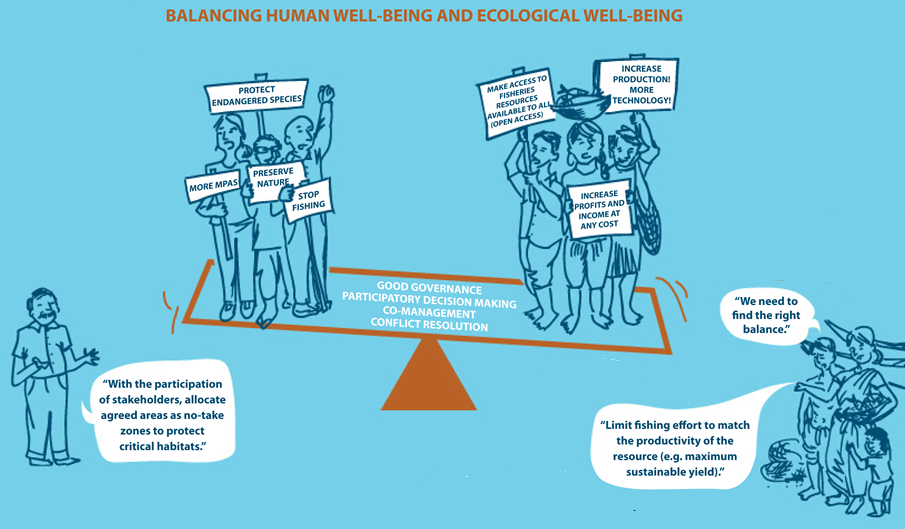 BALANCING HUMAN WELL-BEING AND ECOLOGICAL WELL-BEING
PROTECT
ENDANGERED SPECIES
MORE MPAS
PRESERVE
NATURE
STOP
FISHING
MAKE ACCESS TO
FISHERIES
RESOURCES
AVAILABLE TO ALL
(OPEN ACCESS)
INCREASE
PRODUCTION!
MORE
TECHNOLOGY!
INCREASE
PROFITS AND
INCOME AT
ANY COST
GOOD GOVERNANCE
PARTICIPATORY DECISION MAKING
CO-MANAGEMENT
CONFLICT RESOLUTION
“With the participation
of stakeholders, allocate
agreed areas as no-take
zones to protect
critical habitats.”
“We need to
find the right
balance.”
“Limit fishing effort to match
the productivity of the
resource (e.g. maximum
sustainable yield).”